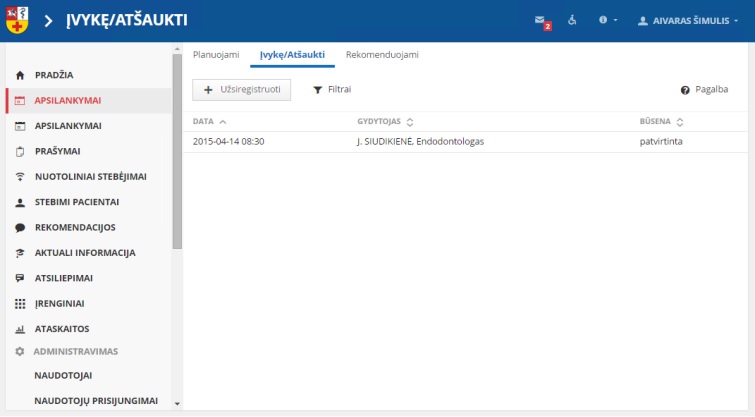 ĮVYKĘ/ATŠAUKTI
2
AIVARAS ŠIMULIS
Planuojami Įvykę/Atšaukti Rekomenduojami
Užsiregistruoti Filtrai Pagalba
DATA GYDYTOJAS BŪSENA
2015-04-14 08:30 J. SIUDIKIENĖ, Endodontologas patvirtinta
PRADŽIA
APSILANKYMAI
APSILANKYMAI
PRAŠYMAI
NUOTOLINIAI STEBĖJIMAI
STEBIMI PACIENTAI
REKOMENDACIJOS
AKTUALI INFORMACIJA
ATSILIEPIMAI
ĮRENGINIAI
ATASKAITOS
ADMINISTRAVIMAS
NAUDOTOJAI
NAUDOTOJŲ PRISIJUNGIMAI